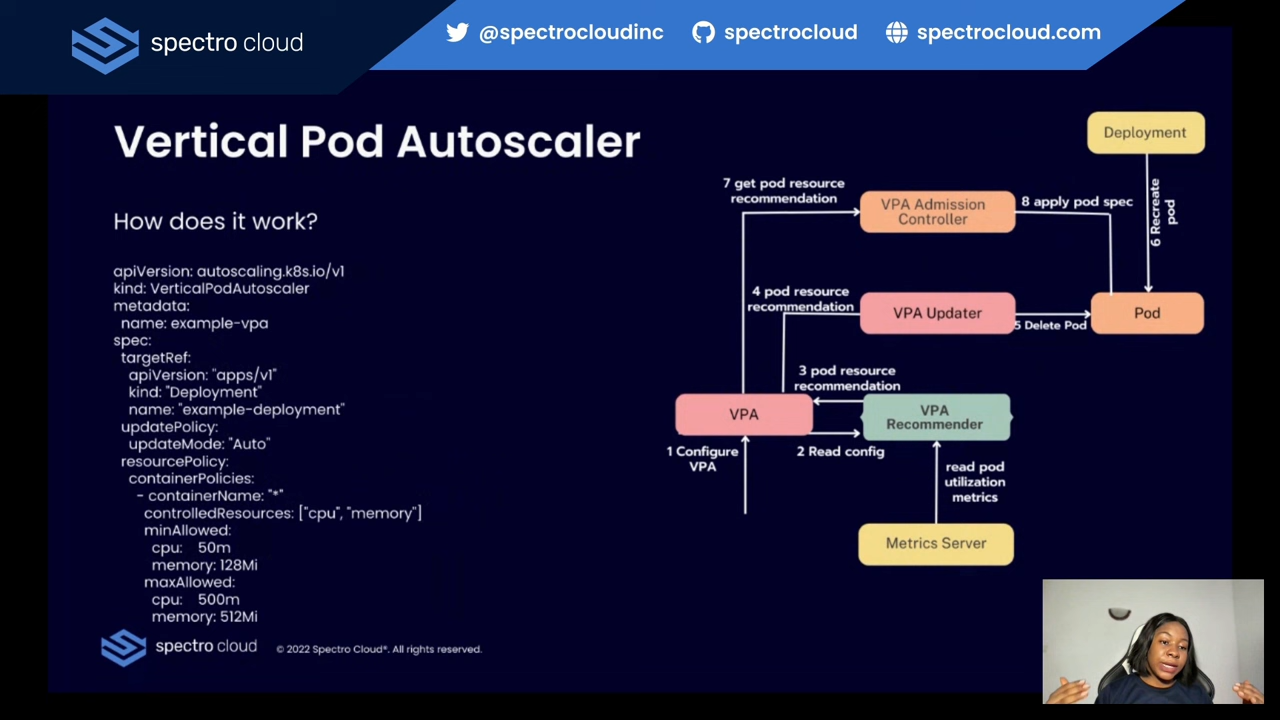 spectro cloud
@spectrocloudinc
spectrocloud
spectrocloud.com
Vertical Pod Autoscaler
How does it work?
apiVersion: autoscaling.k8s.io/v1
kind: VerticalPodAutoscaler
metadata:
name: example-vpa
spec:
targetRef:
apiVersion: "apps/v1"
kind: "Deployment"
name: "example-deployment"
updatePolicy:
updateMode: "Auto"
resourcePolicy:
containerPolicies:
- containerName: "*"
controlledResources: ["cpu", "memory"]
minAllowed:
cpu: 50m
memory: 128Mi
maxAllowed:
cpu: 500m
memory: 512Mi
Deployment
7 get pod resource
recommendation
VPA Admission
Controller
8 apply pod spec
6 Recreate
pod
4 pod resource
recommendation
VPA Updater
5 Delete Pod
Pod
3 pod resource
recommendation
VPA
VPA
Recommender
1 Configure
VPA
2 Read config
read pod
utilization
metrics
Metrics Server
spectro cloud
© 2022 Spectro Cloud®. All rights reserved.